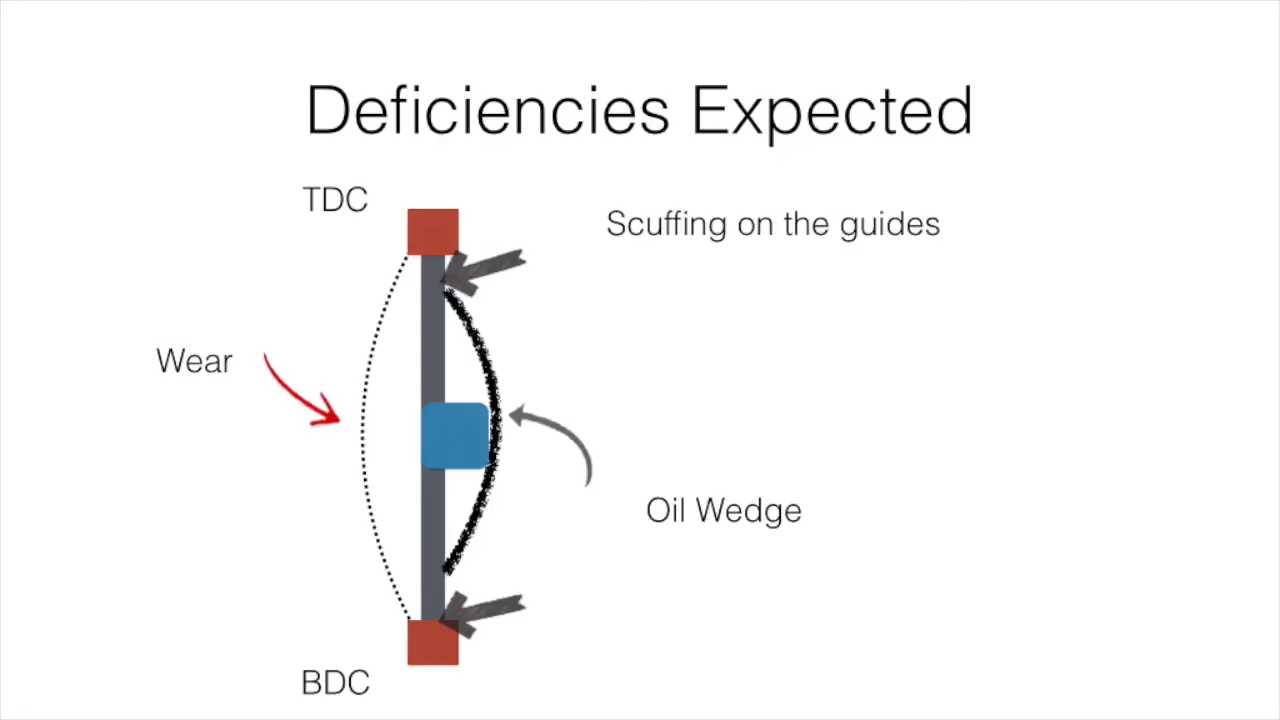 Deficiencies Expected
TDC
Scuffing on the guides
Wear
Oil Wedge
BDC